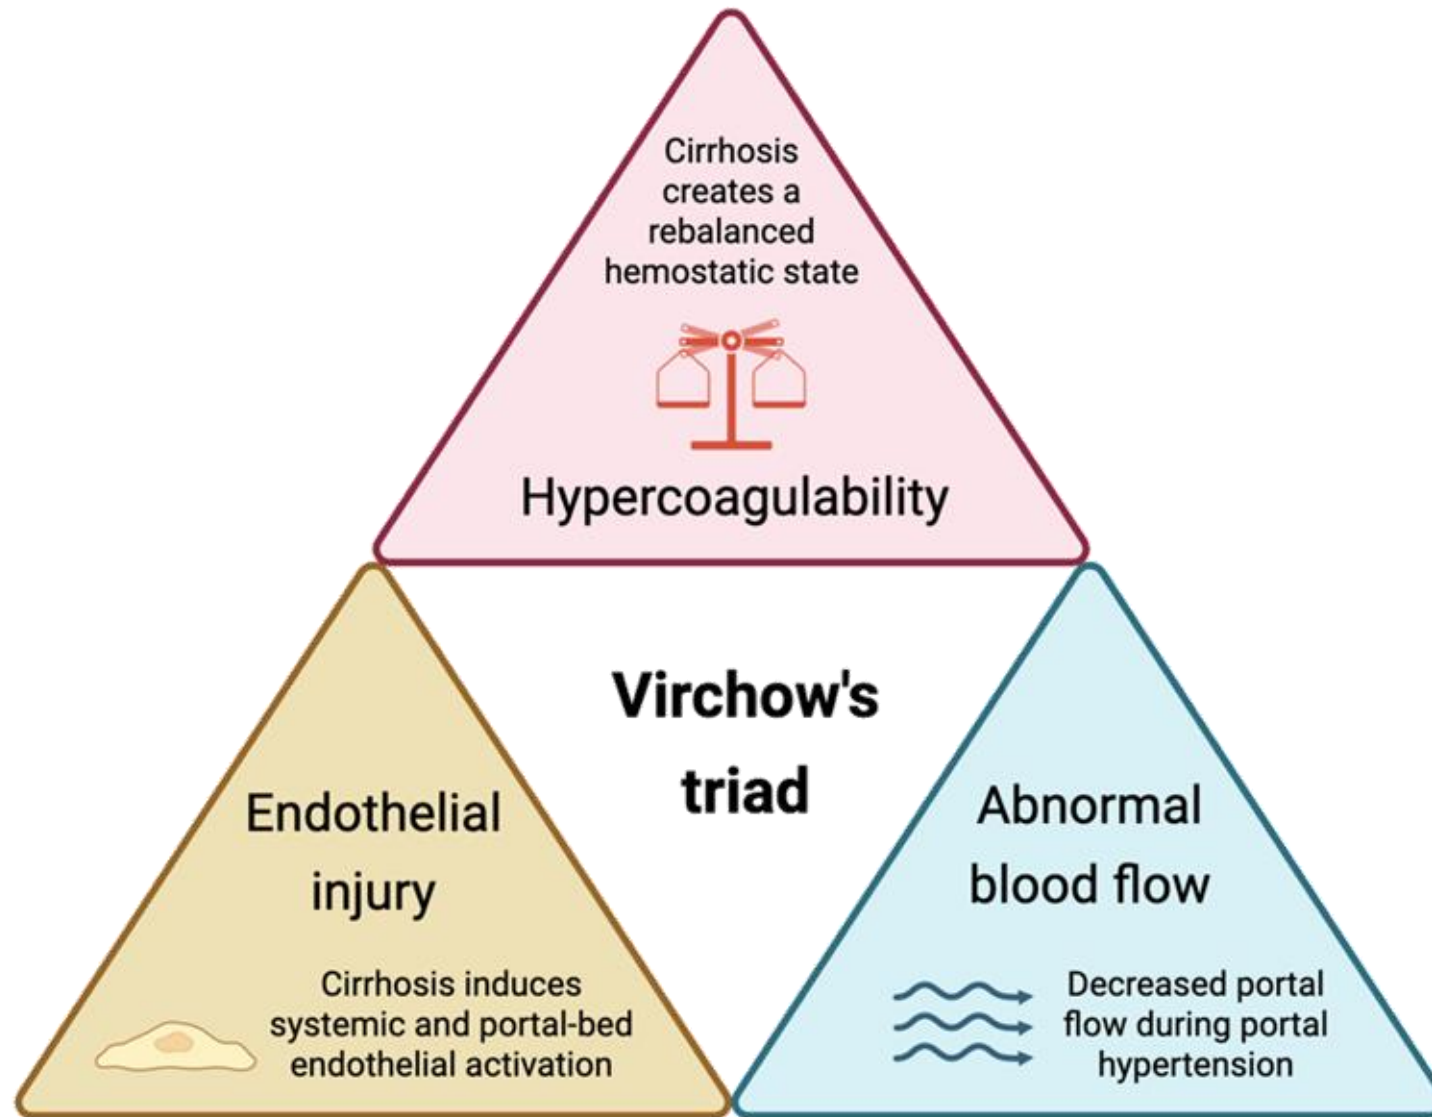 Cirrhosis
creates a
rebalanced
hemostatic state
Hypercoagulability
Virchow's
triad
Endothelial
injury
Cirrhosis induces
systemic and portal-bed
endothelial activation
Abnormal
blood flow
Decreased portal
flow during portal
hypertension